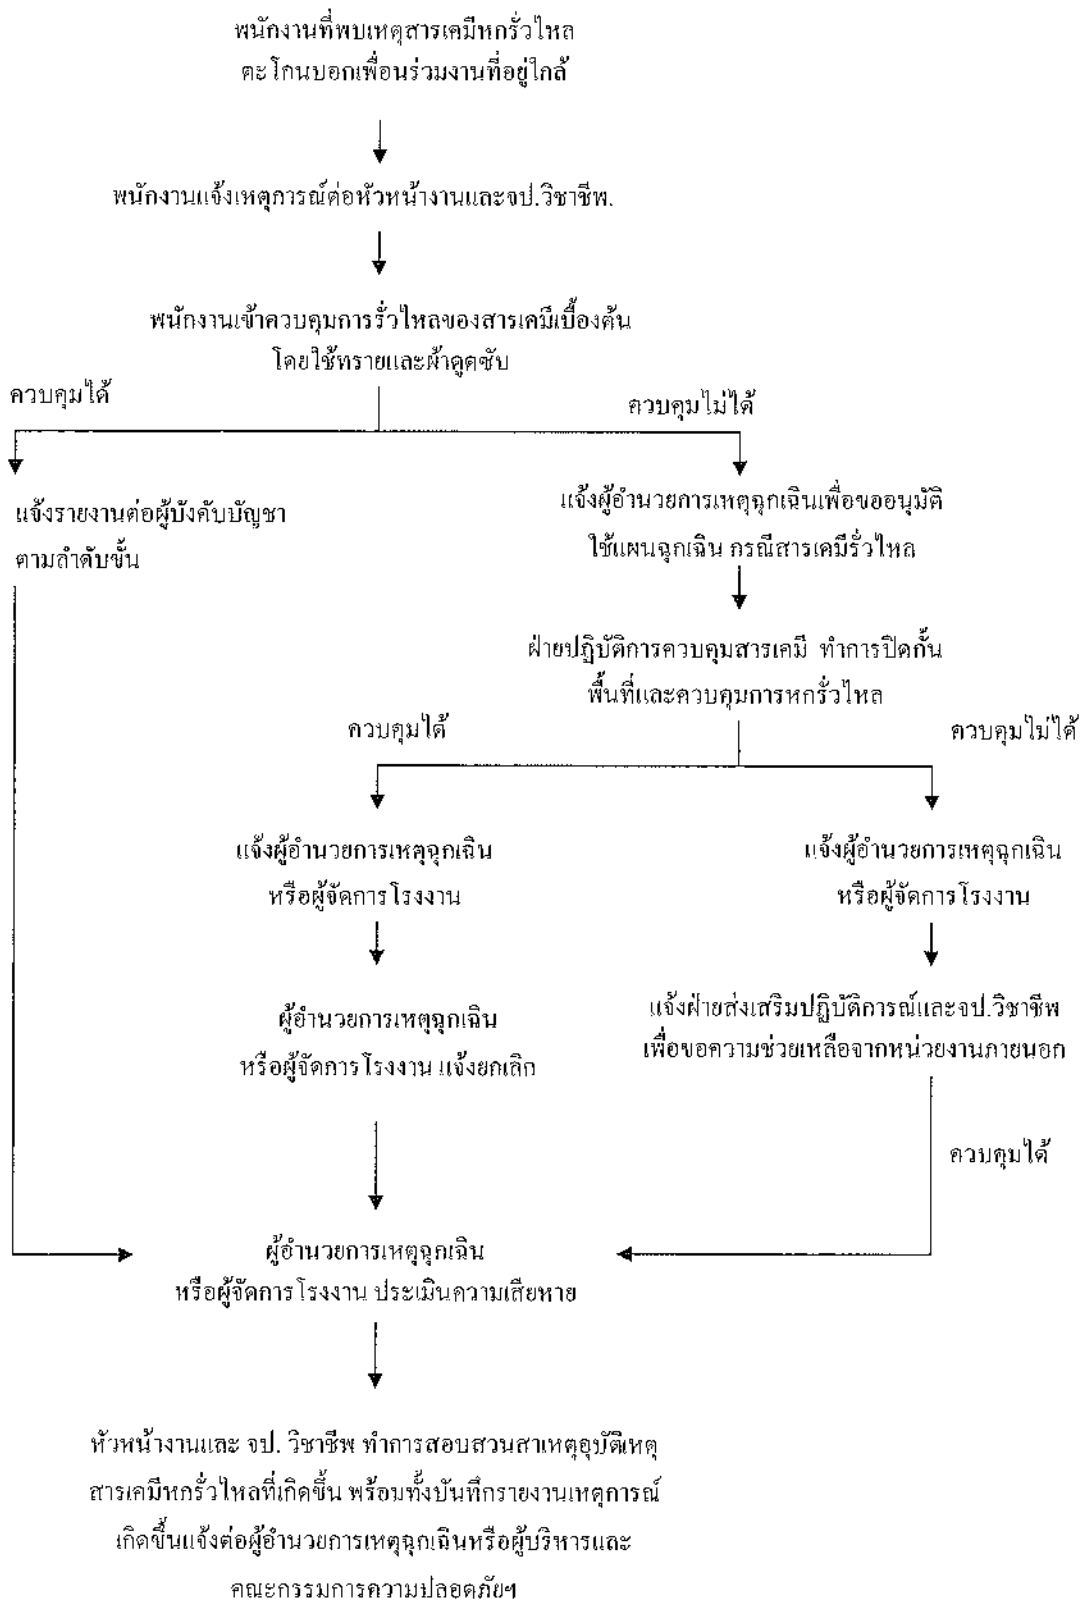 พนักงานที่พบเหตุสารเคมีหกรั่วไหล
ตะโกนบอกเพื่อนร่วมงานที่อยู่ใกล้
พนักงานแจ้งเหตุการณ์ต่อหัวหน้างานและจป.วิชาชีพ.
พนักงานเข้าควบคุมการรั่วไหลของสารเคมีเบื้องต้น
โดยใช้ทรายและผ้าดูดซับ
ควบคุมได้
ควบคุมไม่ได้
แจ้งรายงานต่อผู้บังคับบัญชา
ตามลำดับขั้น
แจ้งผู้อำนวยการเหตุฉุกเฉินเพื่อขออนุมัติ
ใช้แผนฉุกเฉิน กรณีสารเคมีรั่วไหล
ฝ่ายปฏิบัติการควบคุมสารเคมี ทำการปิดกั้น
พื้นที่และควบคุมการหกรั่วไหล
ควบคุมได้
ควบคุมไม่ได้
แจ้งผู้อำนวยการเหตุฉุกเฉิน
หรือผู้จัดการโรงงาน
แจ้งผู้อำนวยการเหตุฉุกเฉิน
หรือผู้จัดการโรงงาน
ผู้อำนวยการเหตุฉุกเฉิน
หรือผู้จัดการโรงงาน แจ้งยกเลิก
แจ้งฝ่ายส่งเสริมปฏิบัติการณ์และจป.วิชาชีพ
เพื่อขอความช่วยเหลือจากหน่วยงานภายนอก
ควบคุมได้
ผู้อำนวยการเหตุฉุกเฉิน
หรือผู้จัดการโรงงาน ประเมินความเสียหาย
หัวหน้างานและ จป. วิชาชีพ ทำการสอบสวนสาเหตุอุบัติเหตุ
สารเคมีหกรั่วไหลที่เกิดขึ้น พร้อมทั้งบันทึกรายงานเหตุการณ์
เกิดขึ้นแจ้งต่อผู้อำนวยการเหตุฉุกเฉินหรือผู้บริหารและ
คณะกรรมการความปลอดภัยฯ